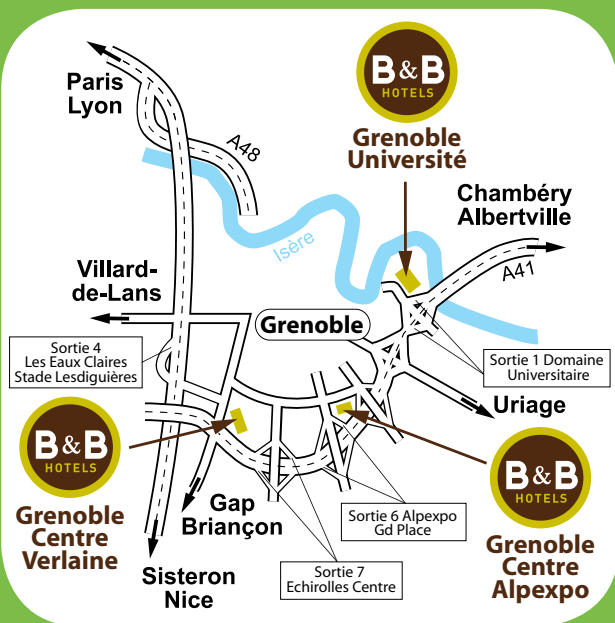 B&B
HOTELS
Grenoble
Université
Paris
Lyon
A48
Isère
Chambéry
Albertville
A41
Villard-
de-Lans
Grenoble
Sortie 4
Les Eaux Claires
Stade Lesdiguières
Sortie 1 Domaine
Universitaire
Uriage
B&B
HOTELS
Grenoble
Centre
Verlaine
B&B
HOTELS
Grenoble
Centre
Alpexpo
Gap
Briançon
Sortie 6 Alpexpo
Gd Place
Sortie 7
Echirolles Centre
Sisteron
Nice